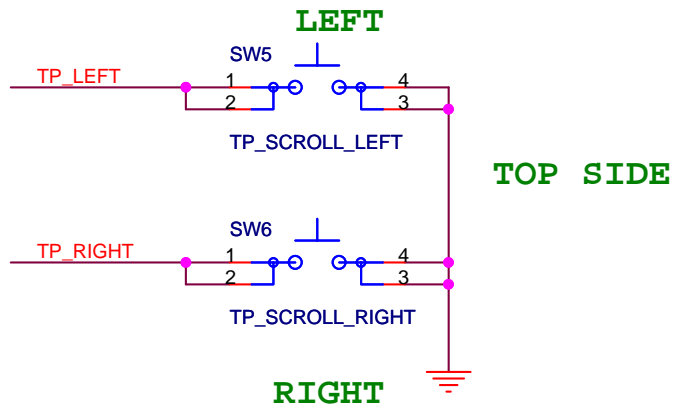 LEFT
SW5
TP_LEFT
1
4
2
3
TP_SCROLL_LEFT
TOP SIDE
SW6
TP_RIGHT
1
4
2
3
TP_SCROLL_RIGHT
RIGHT